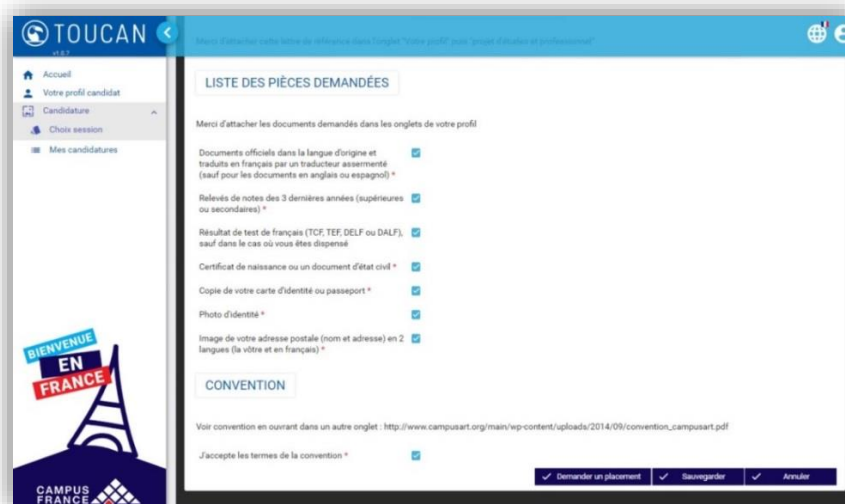 TOUCAN
v1.0.7
Merci d'attacher cette lettre de référence dans l'onglet "Votre profil" puis "projet d'études et professionnel"
Accueil
Votre profil candidat
Candidature
Choix session
Mes candidatures
LISTE DES PIÈCES DEMANDÉES
Merci d'attacher les documents demandés dans les onglets de votre profil
Documents officiels dans la langue d'origine et
traduits en français par un traducteur assermenté
(sauf pour les documents en anglais ou espagnol) *
Relevés de notes des 3 dernières années (supérieures
ou secondaires) *
Résultat de test de français (TCF, TEF, DELF ou DALF),
sauf dans le cas où vous êtes dispensé
Certificat de naissance ou un document d'état civil *
Copie de votre carte d'identité ou passeport *
Photo d'identité *
Image de votre adresse postale (nom et adresse) en 2
langues (la vôtre et en français) *
CONVENTION
Voir convention en ouvrant dans un autre onglet : http://www.campusart.org/main/wp-content/uploads/2014/09/convention_campusart.pdf
J'accepte les termes de la convention *
Demander un placement
Sauvegarder
Annuler
BIENVENUE
EN
FRANCE
CAMPUS
FRANCE